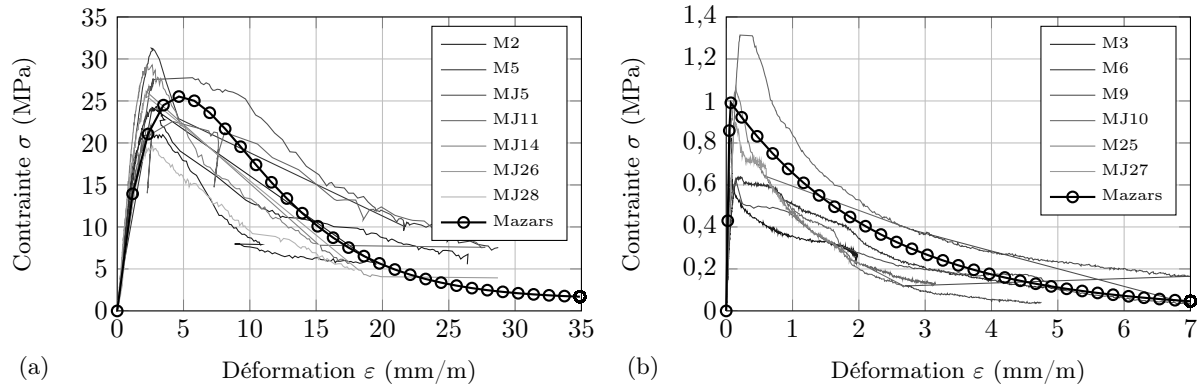 Contrainte σ (MPa)
35
30
25
20
15
10
5
0
0 5 10 15 20 25 30 35
Déformation ε (mm/m)
(a)
M2
M5
MJ5
MJ11
MJ14
MJ26
MJ28
Mazars
Contrainte σ (MPa)
1,4
1,2
1
0,8
0,6
0,4
0,2
0
0 1 2 3 4 5 6 7
Déformation ε (mm/m)
(b)
M3
M6
M9
MJ10
M25
MJ27
Mazars